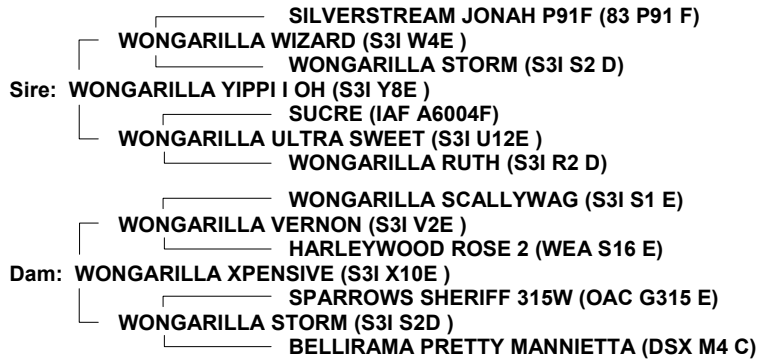 SILVERSTREAM JONAH P91F (83 P91 F)
WONGARILLA WIZARD (S3I W4E )
WONGARILLA STORM (S3I S2 D)
Sire: WONGARILLA YIPPI I OH (S3I Y8E )
SUCRE (IAF A6004F)
WONGARILLA ULTRA SWEET (S3I U12E )
WONGARILLA RUTH (S3I R2 D)
WONGARILLA SCALLYWAG (S3I S1 E)
WONGARILLA VERNON (S3I V2E )
HARLEYWOOD ROSE 2 (WEA S16 E)
Dam: WONGARILLA XPENSIVE (S3I X10E )
SPARROWS SHERIFF 315W (OAC G315 E)
WONGARILLA STORM (S3I S2D )
BELLIRAMA PRETTY MANNIETTA (DSX M4 C)